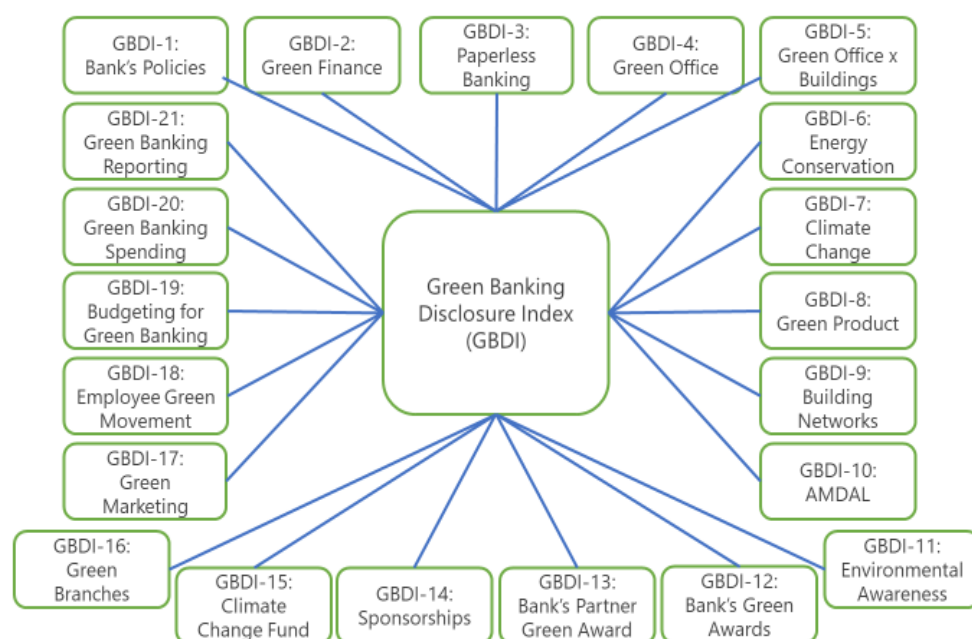 GBDI-1:
Bank's Policies
GBDI-2:
Green Finance
GBDI-3:
Paperless
Banking
GBDI-4:
Green Office
GBDI-5:
Green Office x
Buildings
GBDI-21:
Green Banking
Reporting
GBDI-6:
Energy
Conservation
GBDI-20:
Green Banking
Spending
GBDI-7:
Climate
Change
Green Banking
Disclosure Index
(GBDI)
GBDI-19:
Budgeting for
Green Banking
GBDI-8:
Green Product
GBDI-18:
Employee Green
Movement
GBDI-9:
Building
Networks
GBDI-17:
Green
Marketing
GBDI-10:
AMDAL
GBDI-16:
Green
Branches
GBDI-15:
Climate
Change Fund
GBDI-14:
Sponsorships
GBDI-13:
Bank's Partner
Green Award
GBDI-12:
Bank's Green
Awards
GBDI-11:
Environmental
Awareness